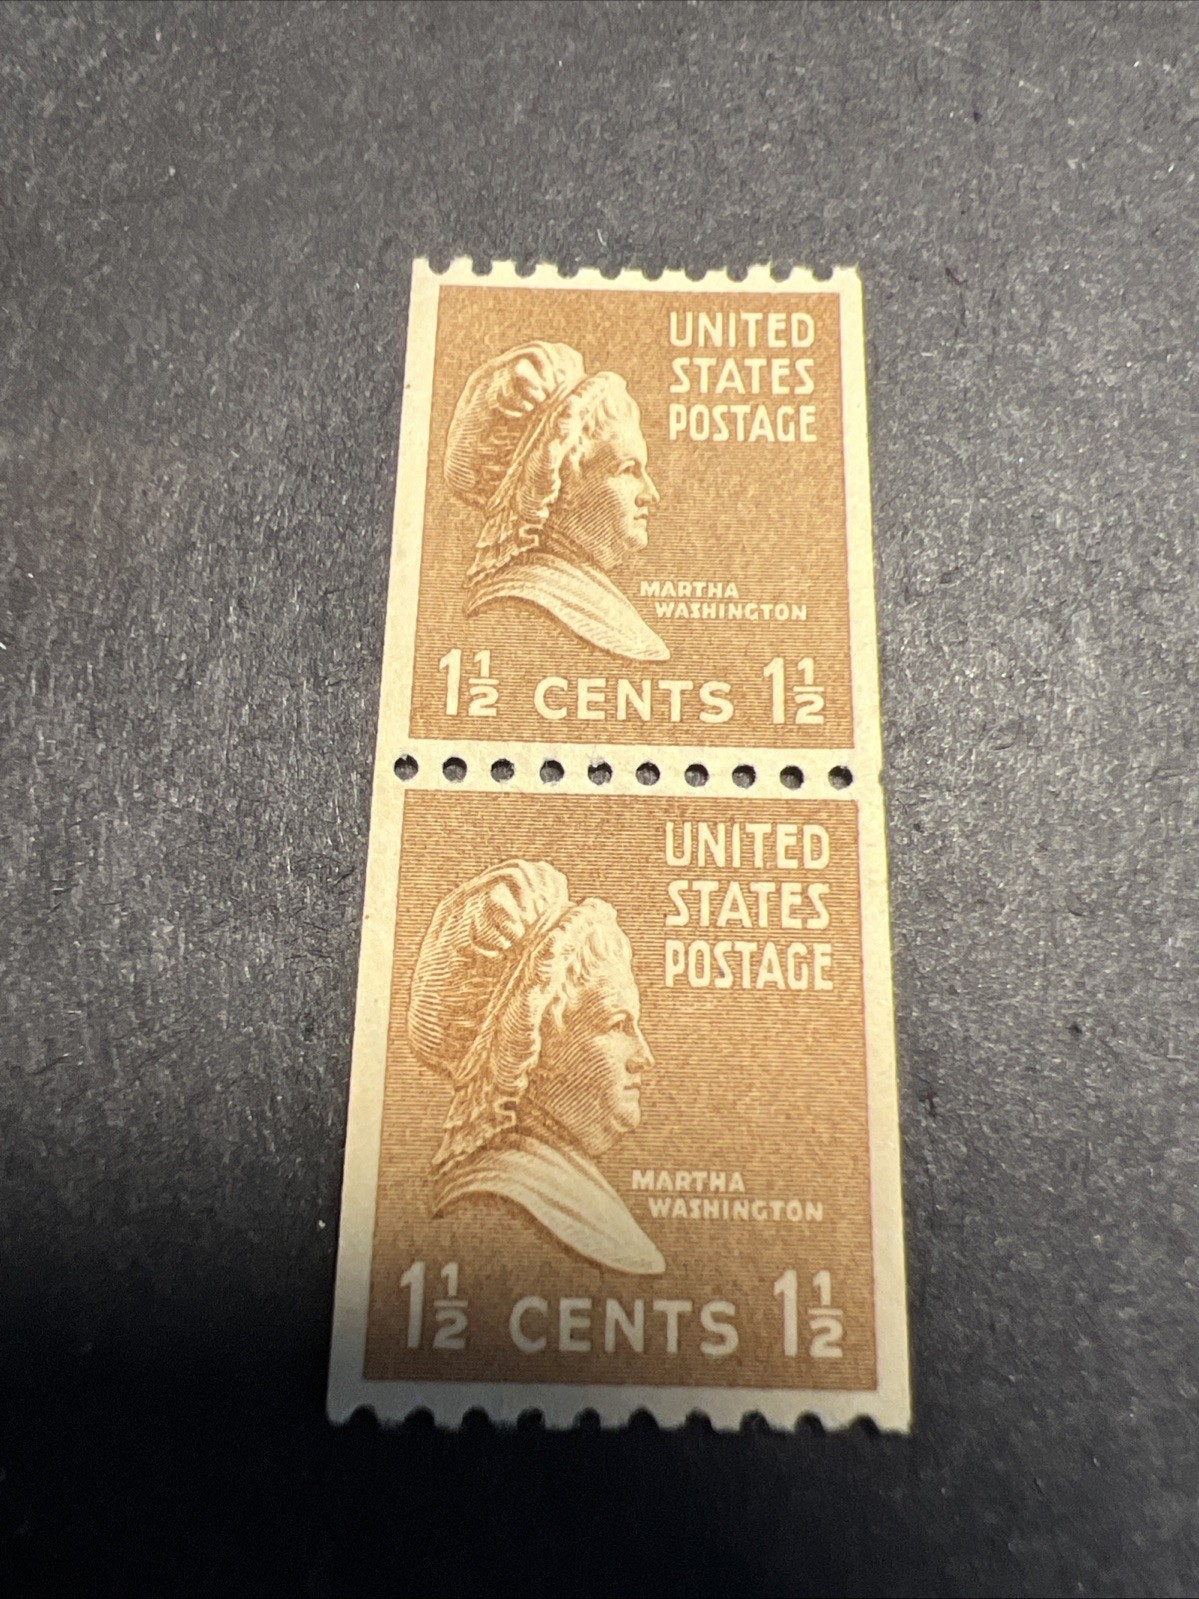 UNITED
STATES
POSTAGE
MARTHA
WASHINGTON
1½ CENTS 1½
UNITED
STATES
POSTAGE
MARTHA
WASHINGTON
1½ CENTS 1½